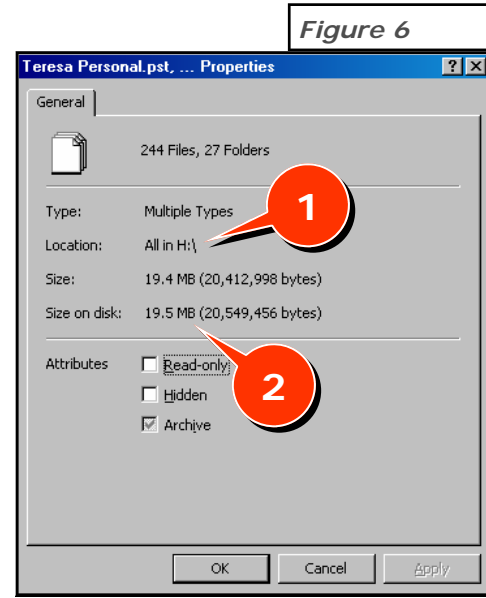 Figure 6
Teresa Personal.pst, ... Properties
General
244 Files, 27 Folders
Type: Multiple Types
1
Location: All in H:\
Size: 19.4 MB (20,412,998 bytes)
Size on disk: 19.5 MB (20,549,456 bytes)
Attributes Read-only
2
Hidden
Archive
OK Cancel Apply